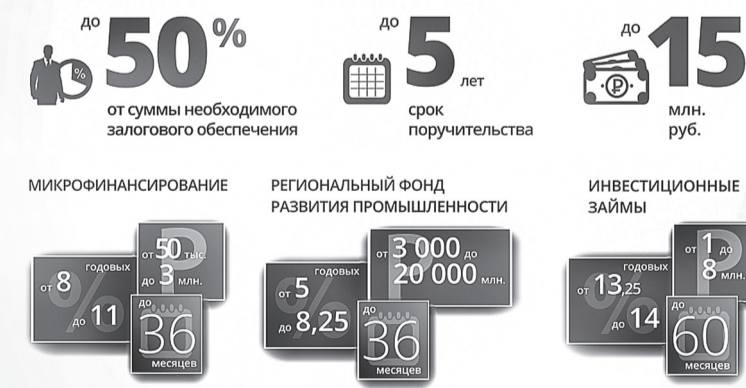 до 50%
от суммы необходимого
залогового обеспечения
до 5 лет
срок
поручительства
до 15
млн.
руб.
МИКРОФИНАНСИРОВАНИЕ
от 8 годовых
до 11
от 50 тыс.
до 3 млн.
до
36
месяцев
РЕГИОНАЛЬНЫЙ ФОНД
РАЗВИТИЯ ПРОМЫШЛЕННОСТИ
от 5 годовых
до 8,25
от 3 000 до
20 000 млн.
до
36
месяцев
ИНВЕСТИЦИОННЫЕ
ЗАЙМЫ
годовых
от 13,25
до 14
от 1 до
8 млн.
до
60
месяцев